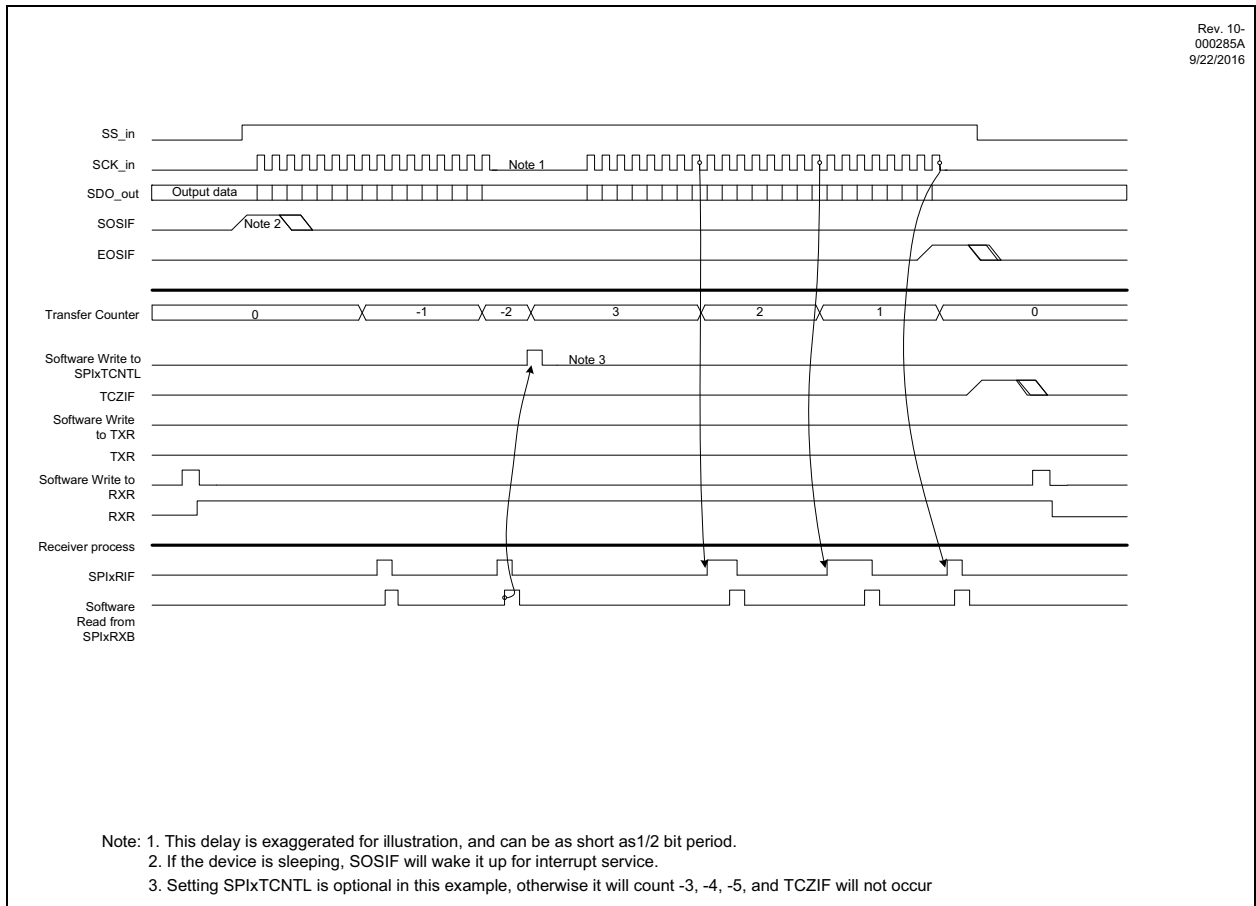 Rev. 10-
000285A
9/22/2016
SS_in
SCK_in
Note 1
SDO_out
Output data
SOSIF
Note 2
EOSIF
Transfer Counter
0
-1
-2
3
2
1
0
Software Write to
SPIxTCNTL
Note 3
TCZIF
Software Write
to TXR
TXR
Software Write to
RXR
RXR
Receiver process
SPIxRIF
Software
Read from
SPIxRXB
Note: 1. This delay is exaggerated for illustration, and can be as short as1/2 bit period.
2. If the device is sleeping, SOSIF will wake it up for interrupt service.
3. Setting SPIxTCNTL is optional in this example, otherwise it will count -3, -4, -5, and TCZIF will not occur